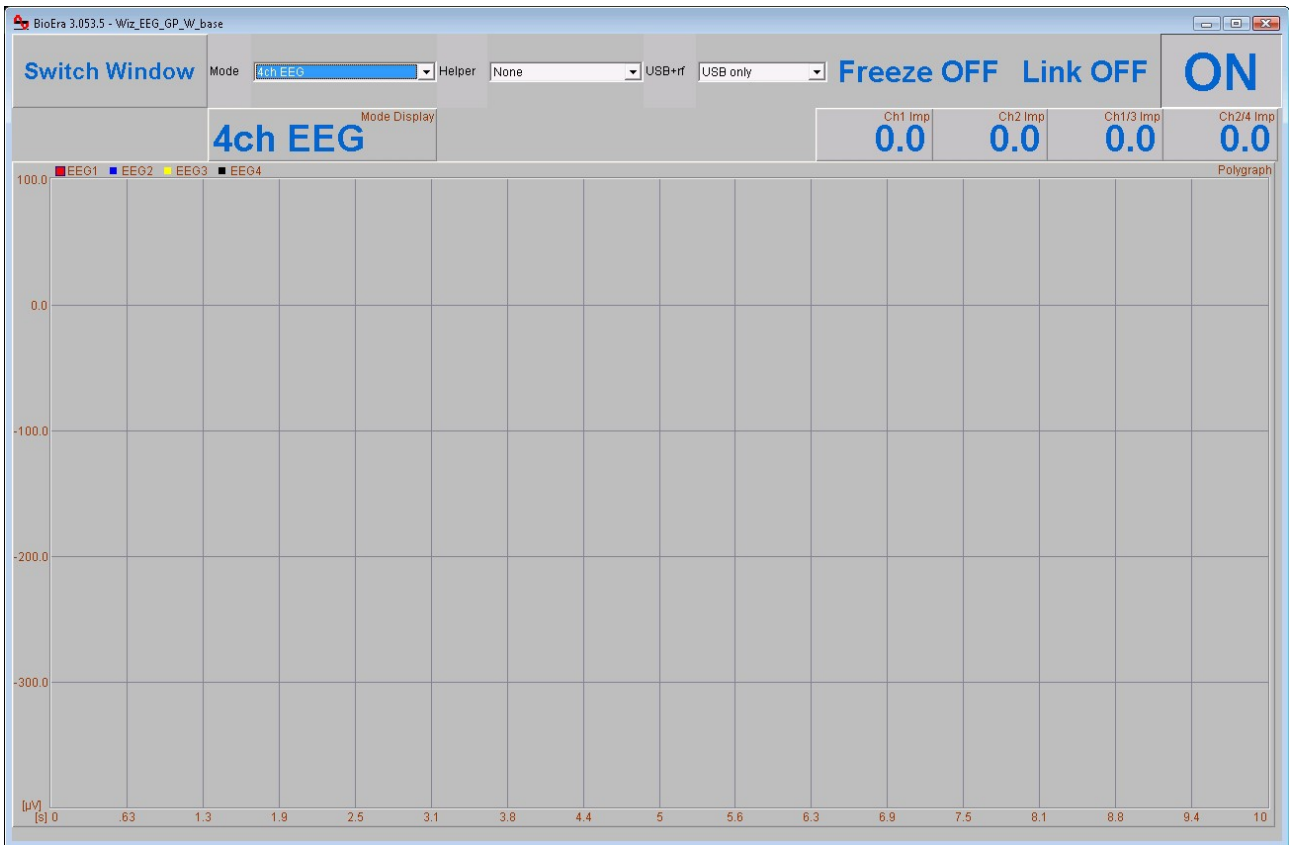 BioEra 3.053.5 - Wiz_EEG_GP_W_base
Switch Window Mode 4ch EEG Helper None USB+rf USB only Freeze OFF Link OFF ON
Mode Display Ch1 Imp Ch2 Imp Ch1/3 Imp Ch2/4 Imp
4ch EEG 0.0 0.0 0.0 0.0
EEG1 EEG2 EEG3 EEG4 Polygraph
100.0
0.0
-100.0
-200.0
-300.0
[µV]
[s] 0 .63 1.3 1.9 2.5 3.1 3.8 4.4 5 5.6 6.3 6.9 7.5 8.1 8.8 9.4 10